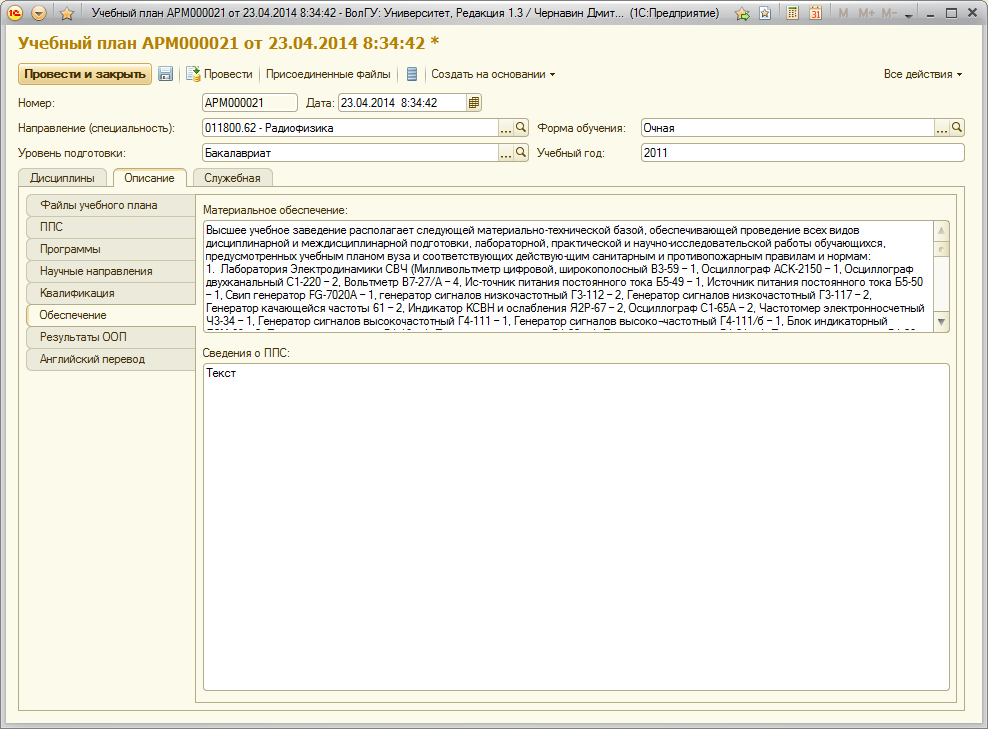 Учебный план АРМ000021 от 23.04.2014 8:34:42 - ВолГУ: Университет, Редакция 1.3 / Чернавин Дмит... (1С:Предприятие)
M M+ M-
Учебный план АРМ000021 от 23.04.2014 8:34:42 *
Провести и закрыть Провести Присоединенные файлы Создать на основании Все действия
Номер: АРМ000021 Дата: 23.04.2014 8:34:42
Направление (специальность): 011800.62 - Радиофизика ... Форма обучения: Очная ...
Уровень подготовки: Бакалавриат ... Учебный год: 2011
Дисциплины Описание Служебная
Файлы учебного плана
ППС
Программы
Научные направления
Квалификация
Обеспечение
Результаты ООП
Английский перевод
Материальное обеспечение:
Высшее учебное заведение располагает следующей материально-технической базой, обеспечивающей проведение всех видов
дисциплинарной и междисциплинарной подготовки, лабораторной, практической и научно-исследовательской работы обучающихся,
предусмотренных учебным планом вуза и соответствующих действую-щим санитарным и противопожарным правилам и нормам:
1. Лаборатория Электродинамики СВЧ (Милливольтметр цифровой, широкополосный В3-59 – 1, Осциллограф АСК-2150 – 1, Осциллограф
двухканальный С1-220 – 2, Вольтметр В7-27/А – 4, Ис-точник питания постоянного тока Б5-49 – 1, Источник питания постоянного тока Б5-50
– 1, Свип генератор FG-7020A – 1, генератор сигналов низкочастотный Г3-112 – 2, Генератор сигналов низкочастотный Г3-117 – 2,
Генератор качающейся частоты 61 – 2, Индикатор КСВН и ослабления Я2Р-67 – 2, Осциллограф С1-65А – 2, Частотомер электронносчетный
Ч3-34 – 1, Генератор сигналов высокочастотный Г4-111 – 1, Генератор сигналов высоко¬частотный Г4-111/б – 1, Блок индикаторный
Сведения о ППС:
Текст